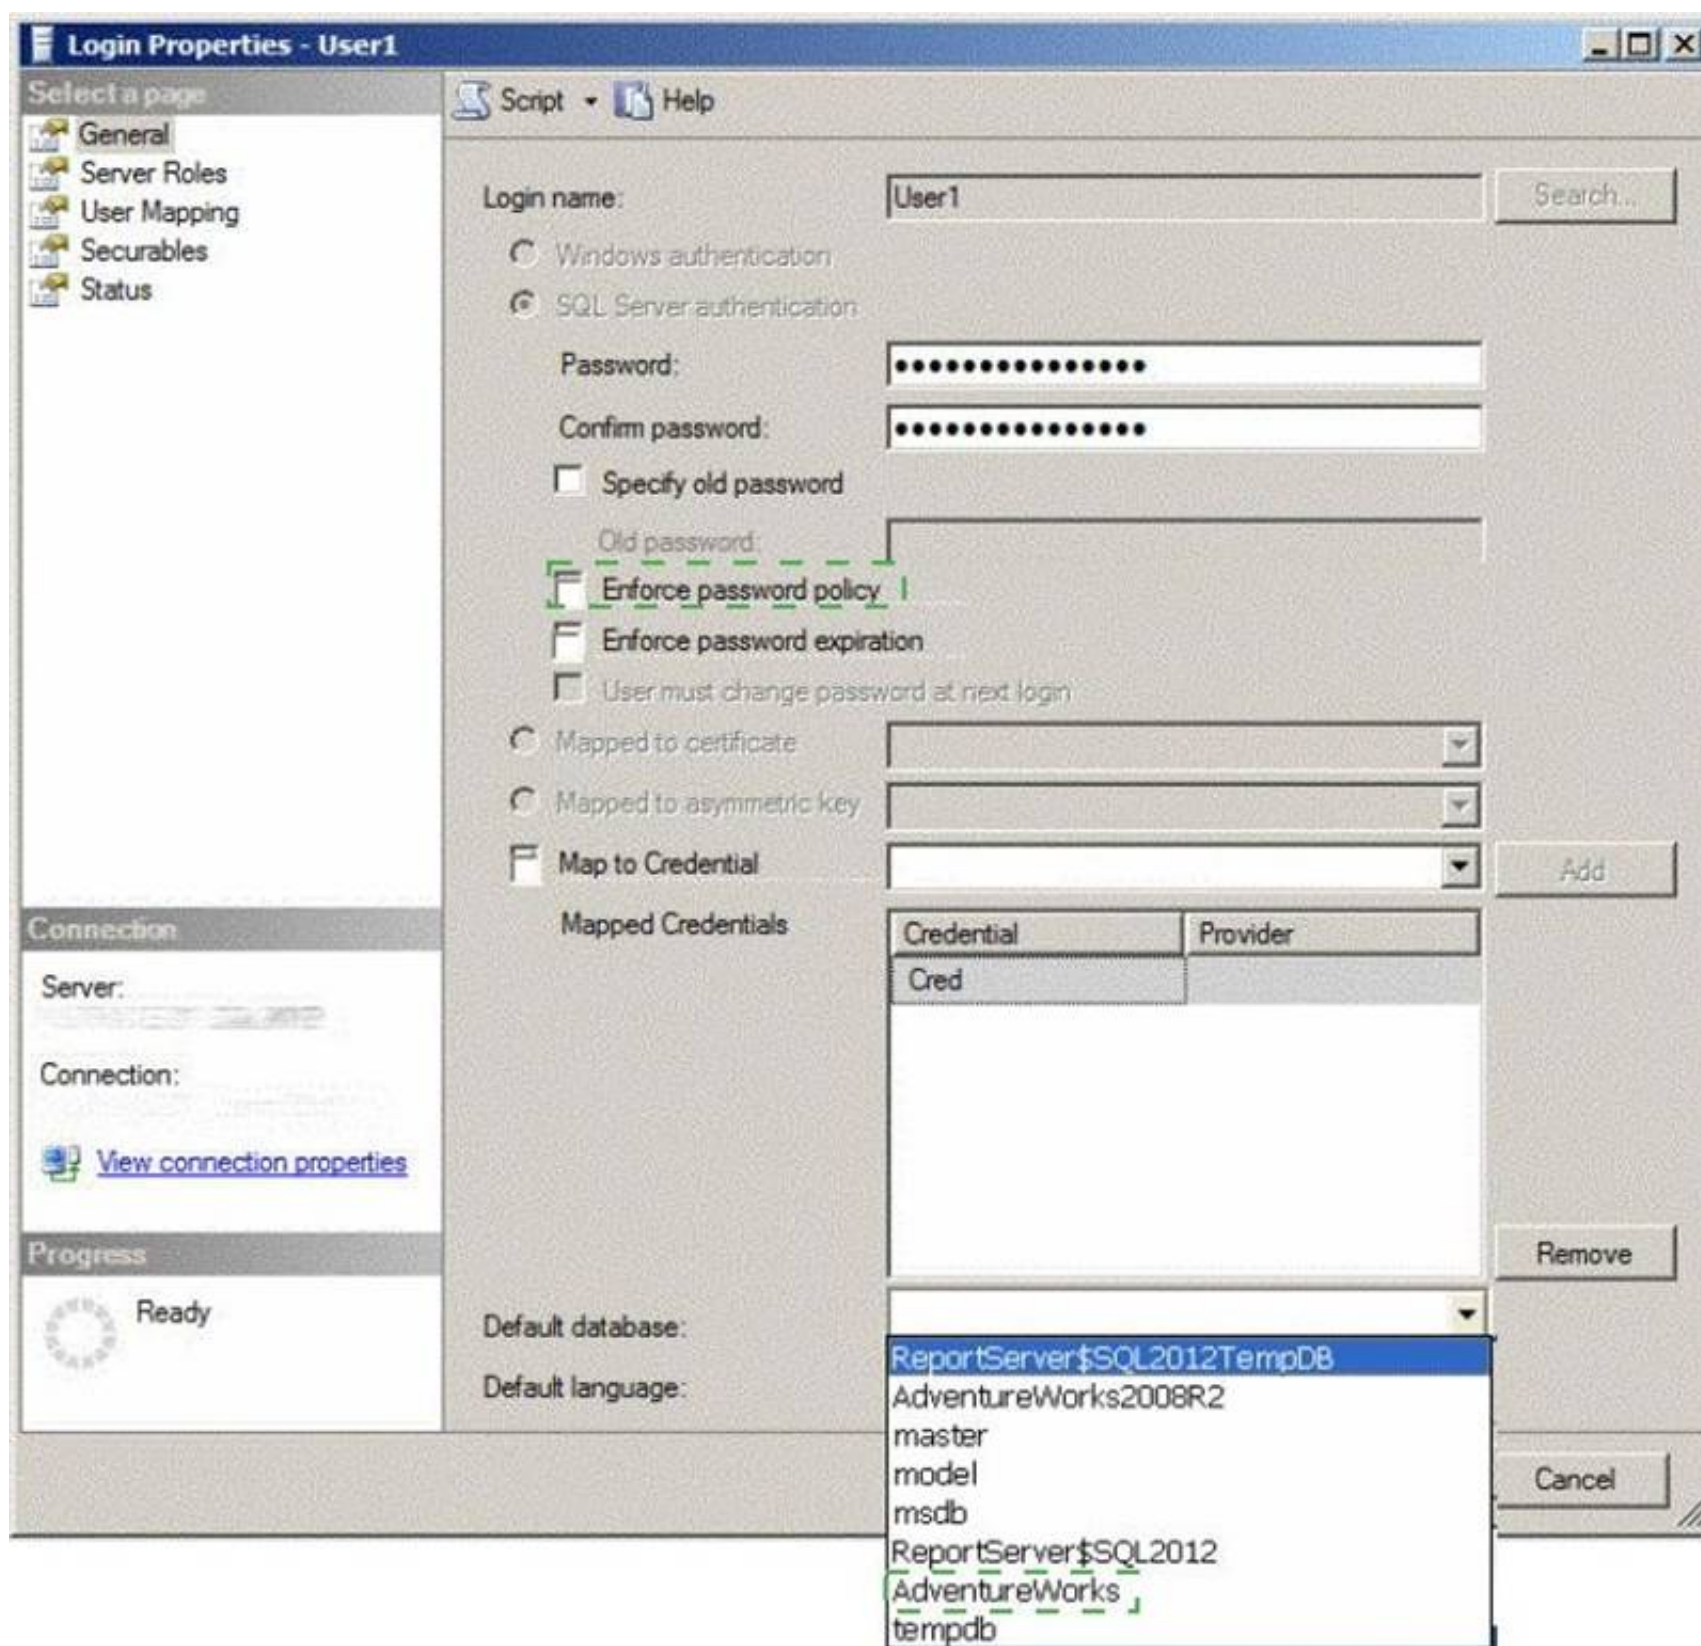 Login Properties - User1
Select a page
General
Server Roles
User Mapping
Securables
Status
Script Help
Login name: User1 Search...
Windows authentication
SQL Server authentication
Password: ●●●●●●●●●●●●●●●
Confirm password: ●●●●●●●●●●●●●●●
Specify old password
Old password:
Enforce password policy
Enforce password expiration
User must change password at next login
Mapped to certificate
Mapped to asymmetric key
Map to Credential Add
Mapped Credentials
Credential Provider
Cred
Remove
Connection
Server:
Connection:
View connection properties
Progress
Ready
Default database:
Default language:
ReportServer$SQL2012TempDB
AdventureWorks2008R2
master
model
msdb
ReportServer$SQL2012
AdventureWorks
tempdb
Cancel